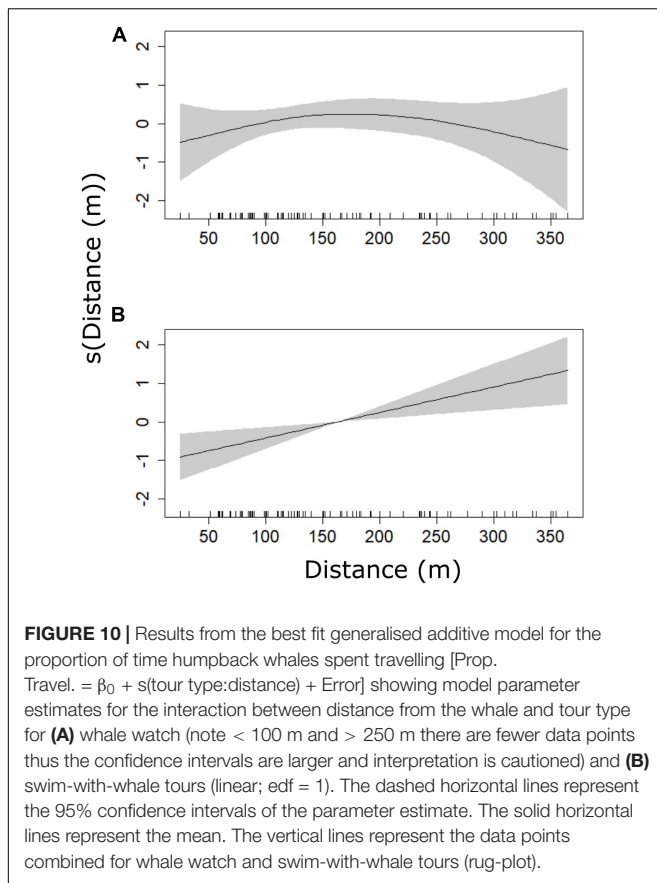 A
2
1
0
-1
-2
50 100 150 200 250 300 350
s(Distance (m))
B
2
1
0
-1
-2
50 100 150 200 250 300 350
Distance (m)
FIGURE 10 | Results from the best fit generalised additive model for the
proportion of time humpback whales spent travelling [Prop.
Travel. = β0 + s(tour type:distance) + Error] showing model parameter
estimates for the interaction between distance from the whale and tour type
for (A) whale watch (note < 100 m and > 250 m there are fewer data points
thus the confidence intervals are larger and interpretation is cautioned) and (B)
swim-with-whale tours (linear; edf = 1). The dashed horizontal lines represent
the 95% confidence intervals of the parameter estimate. The solid horizontal
lines represent the mean. The vertical lines represent the data points
combined for whale watch and swim-with-whale tours (rug-plot).